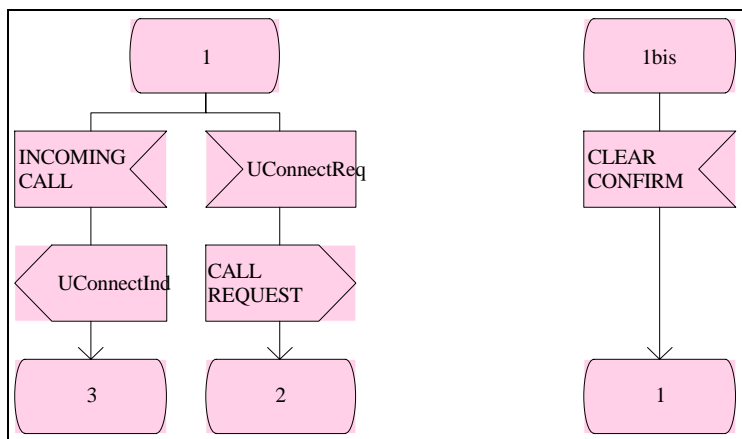 1
1bis
INCOMING
CALL
UConnectReq
CLEAR
CONFIRM
UConnectInd
CALL
REQUEST
3
2
1